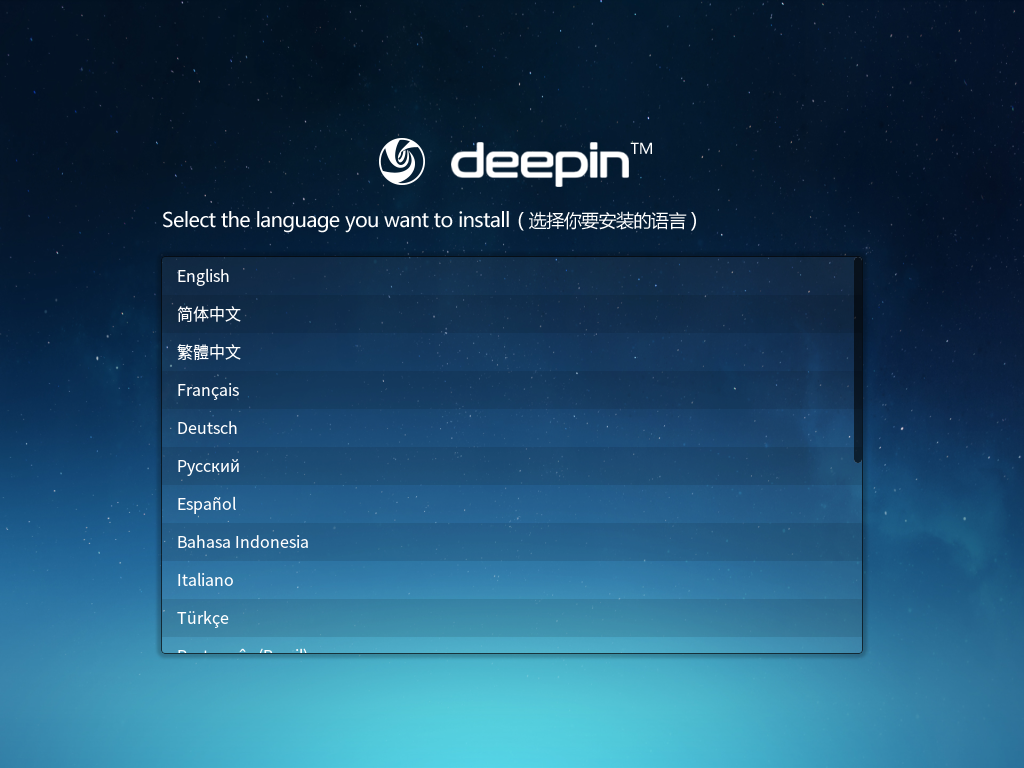 deepin™
Select the language you want to install ( 选择你要安装的语言 )
English
简体中文
繁體中文
Français
Deutsch
Русский
Español
Bahasa Indonesia
Italiano
Türkçe